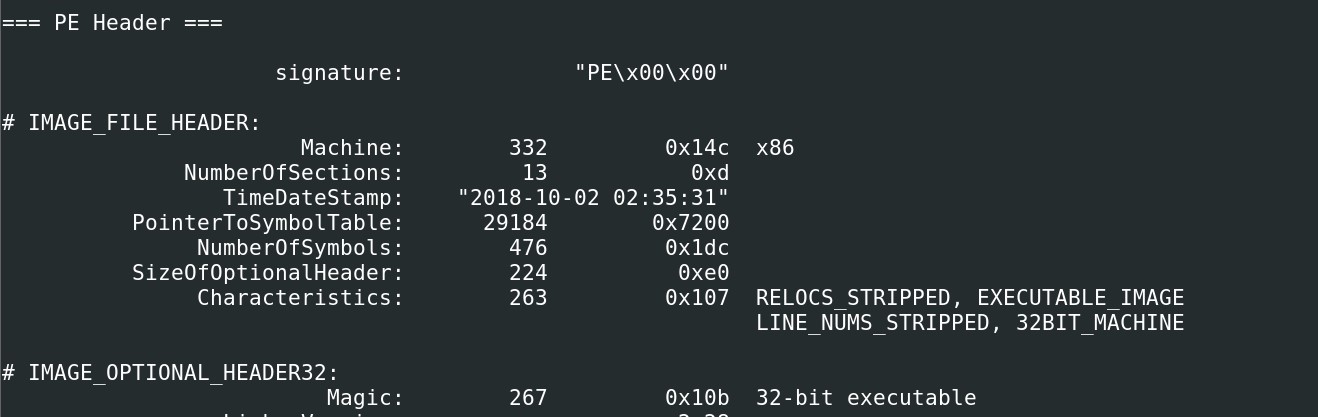 === PE Header ===
signature: "PE\x00\x00"
# IMAGE_FILE_HEADER:
Machine: 332 0x14c x86
NumberOfSections: 13 0xd
TimeDateStamp: "2018-10-02 02:35:31"
PointerToSymbolTable: 29184 0x7200
NumberOfSymbols: 476 0x1dc
SizeOfOptionalHeader: 224 0xe0
Characteristics: 263 0x107 RELOCS_STRIPPED, EXECUTABLE_IMAGE
LINE_NUMS_STRIPPED, 32BIT_MACHINE
# IMAGE_OPTIONAL_HEADER32:
Magic: 267 0x10b 32-bit executable